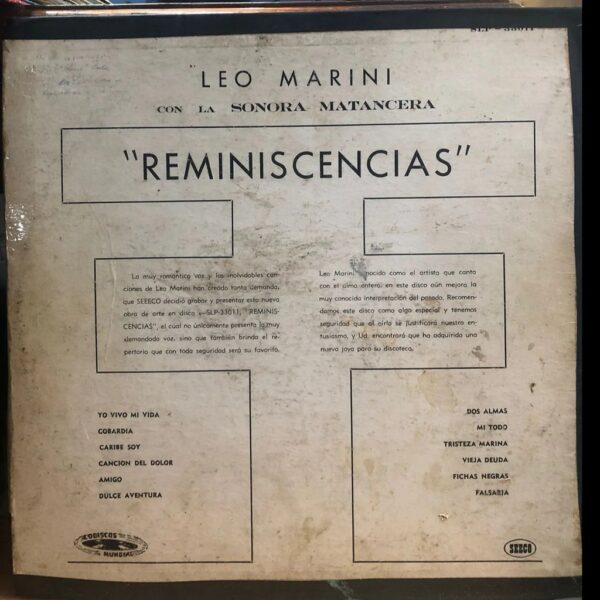 SLP - 33011
LEO MARINI
CON LA SONORA MATANCERA
"REMINISCENCIAS"
La muy romántica voz y las inolvidables can-
ciones de Leo Marini han creado tanta demanda,
que SEEECO decidió grabar y presentar esta nueva
obra de arte en disco —SLP-33011, "REMINIS-
CENCIAS", el cual no únicamente presenta la muy
demandada voz, sino que también brinda el re-
pertorio que con toda seguridad será su favorito.
Leo Marini conocido como el artista que canta
con el alma entera, en este disco aún mejora la
muy conocida interpretación del pasado. Recomen-
damos este disco como algo especial y tenemos
seguridad que al oirlo se justificará nuestro en-
tusiasmo, y Ud. encontrará que ha adquirido una
nueva joya para su discoteca.
YO VIVO MI VIDA
COBARDIA
CARIBE SOY
CANCION DEL DOLOR
AMIGO
DULCE AVENTURA
DOS ALMAS
MI TODO
TRISTEZA MARINA
VIEJA DEUDA
FICHAS NEGRAS
FALSARIA
CODISCOS
MUNDIAL
SEECO